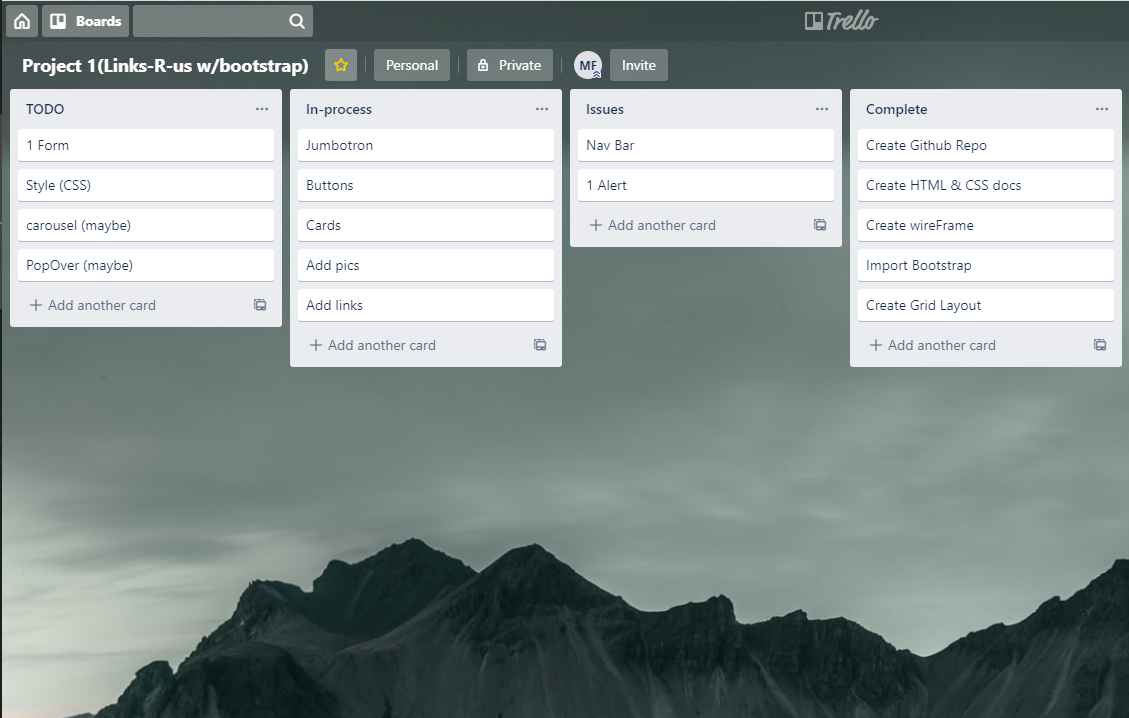 Boards
Trello
Project 1(Links-R-us w/bootstrap)
Personal
Private
MF
Invite
TODO
1 Form
Style (CSS)
carousel (maybe)
PopOver (maybe)
Add another card
In-process
Jumbotron
Buttons
Cards
Add pics
Add links
Add another card
Issues
Nav Bar
1 Alert
Add another card
Complete
Create Github Repo
Create HTML & CSS docs
Create wireFrame
Import Bootstrap
Create Grid Layout
Add another card